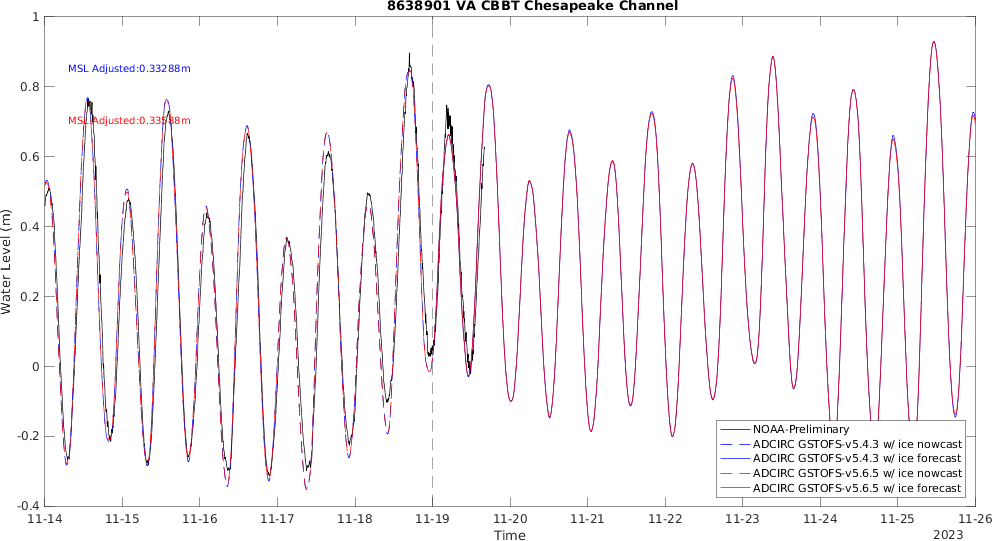 8638901 VA CBBT Chesapeake Channel
1
0.8
0.6
0.4
0.2
0
-0.2
-0.4
Water Level (m)
MSL Adjusted:0.33288m
MSL Adjusted:0.33588m
NOAA-Preliminary
ADCIRC GSTOFS-v5.4.3 w/ ice nowcast
ADCIRC GSTOFS-v5.4.3 w/ ice forecast
ADCIRC GSTOFS-v5.6.5 w/ ice nowcast
ADCIRC GSTOFS-v5.6.5 w/ ice forecast
11-14 11-15 11-16 11-17 11-18 11-19 11-20 11-21 11-22 11-23 11-24 11-25 11-26
Time
2023